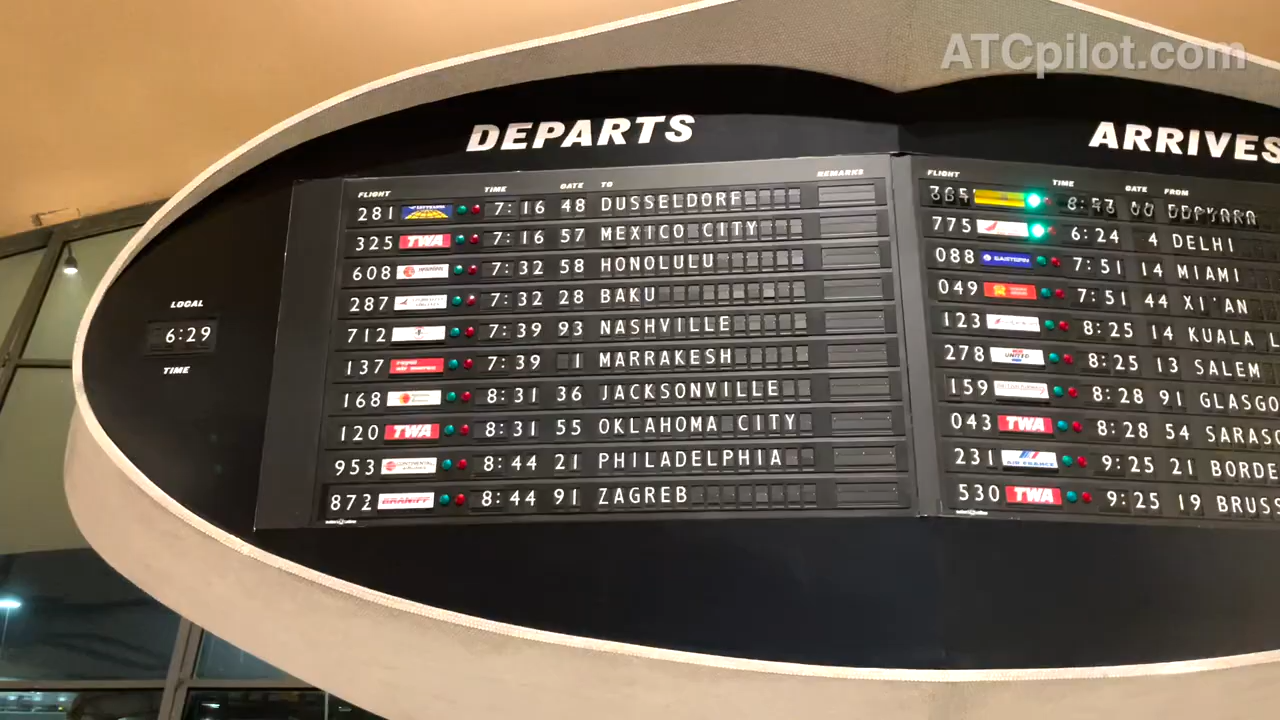 ATCpilot.com
DEPARTS
ARRIVES
FLIGHT TIME GATE TO REMARKS
281 7:16 48 DUSSELDORF
325 TWA 7:16 57 MEXICO CITY
608 7:32 58 HONOLULU
287 7:32 28 BAKU
712 7:39 93 NASHVILLE
137 royal air maroc 7:39 1 MARRAKESH
168 8:31 36 JACKSONVILLE
120 TWA 8:31 55 OKLAHOMA CITY
953 CONTINENTAL 8:44 21 PHILADELPHIA
872 BRANIFF 8:44 91 ZAGREB
LOCAL
6:29
TIME
FLIGHT TIME GATE FROM
775 6:24 4 DELHI
088 EASTERN 7:51 14 MIAMI
049 7:51 44 XI'AN
123 8:25 14 KUALA L
278 UNITED 8:25 13 SALEM
159 8:28 91 GLASGO
043 TWA 8:28 54 SARASO
231 AIR FRANCE 9:25 21 BORDE
530 TWA 9:25 19 BRUSS